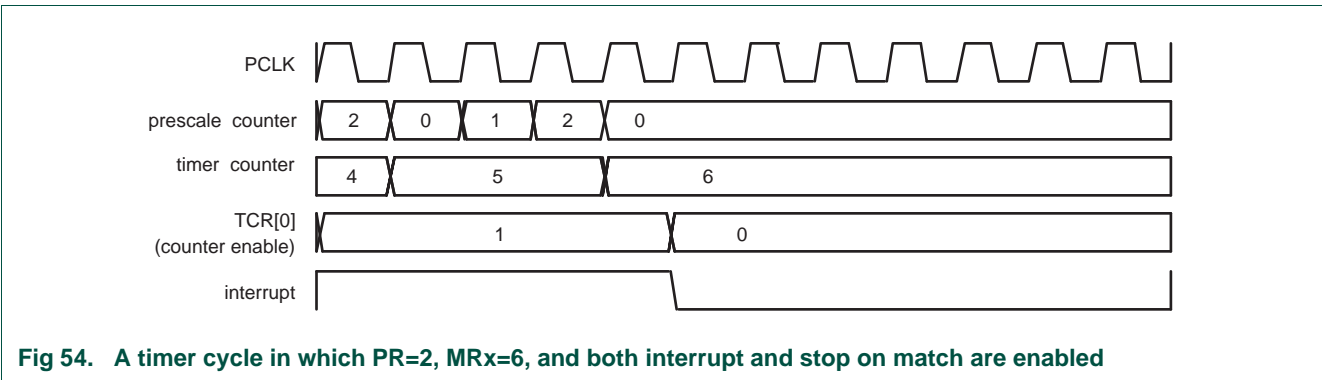 PCLK
prescale counter 2 0 1 2 0
timer counter 4 5 6
TCR[0]
(counter enable) 1 0
interrupt
Fig 54. A timer cycle in which PR=2, MRx=6, and both interrupt and stop on match are enabled